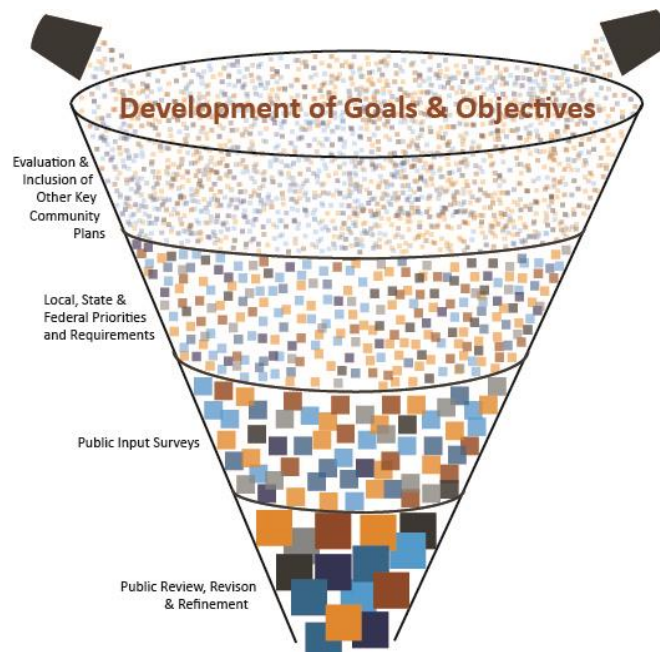 Development of Goals & Objectives
Evaluation &
Inclusion of
Other Key
Community
Plans
Local, State &
Federal Priorities
and Requirements
Public Input Surveys
Public Review, Revison
& Refinement